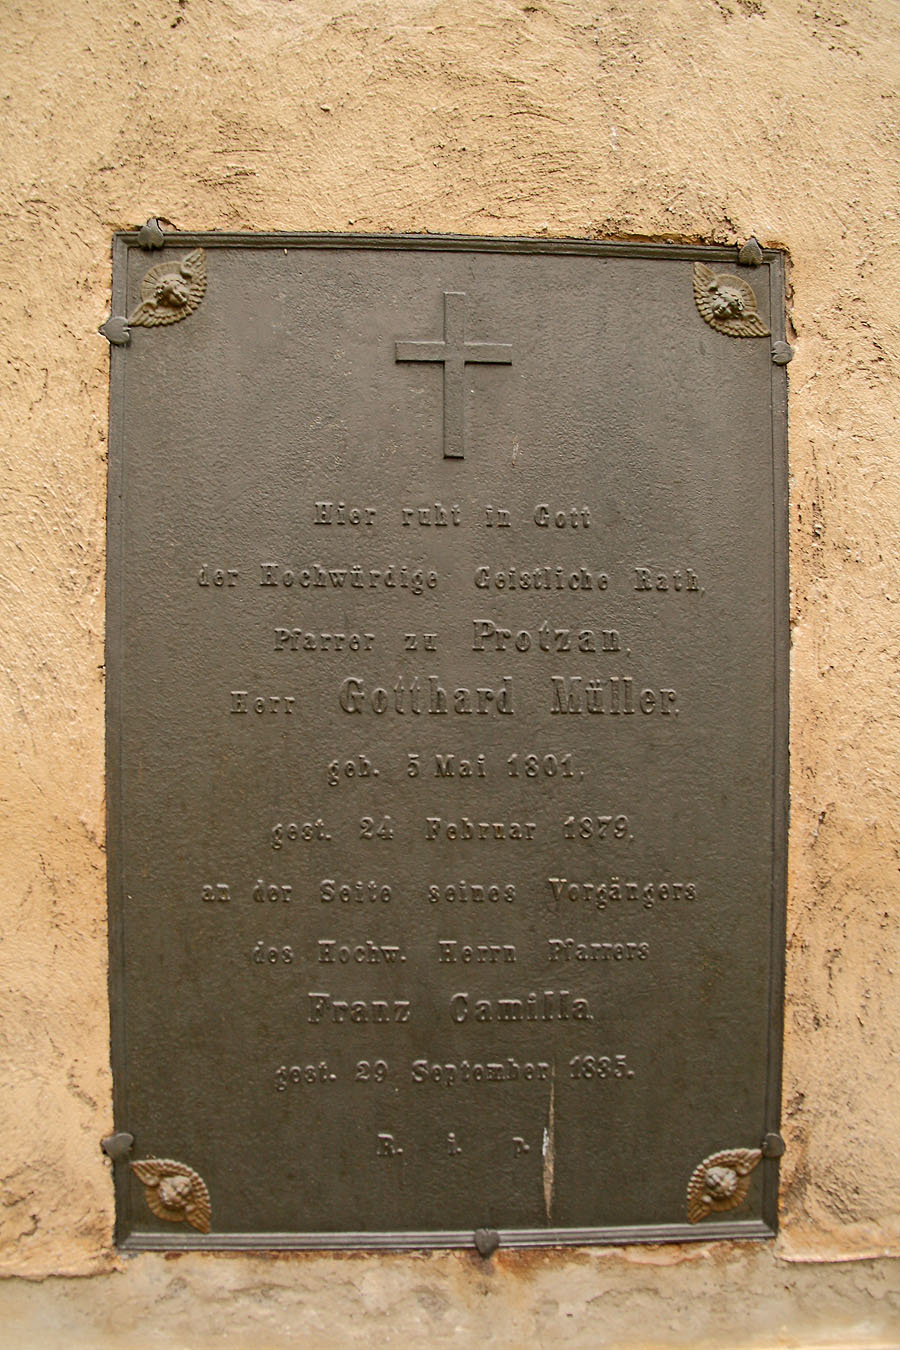 Hier ruht in Gott
der Hochwürdige Geistliche Rath,
Pfarrer zu Protzan,
Herr Gotthard Müller,
geb. 5 Mai 1801,
gest. 24 Februar 1879,
an der Seite seines Vorgängers
des Hochw. Herrn Pfarrers
Franz Camilla
gest. 29 September 1835.
R. i. p.